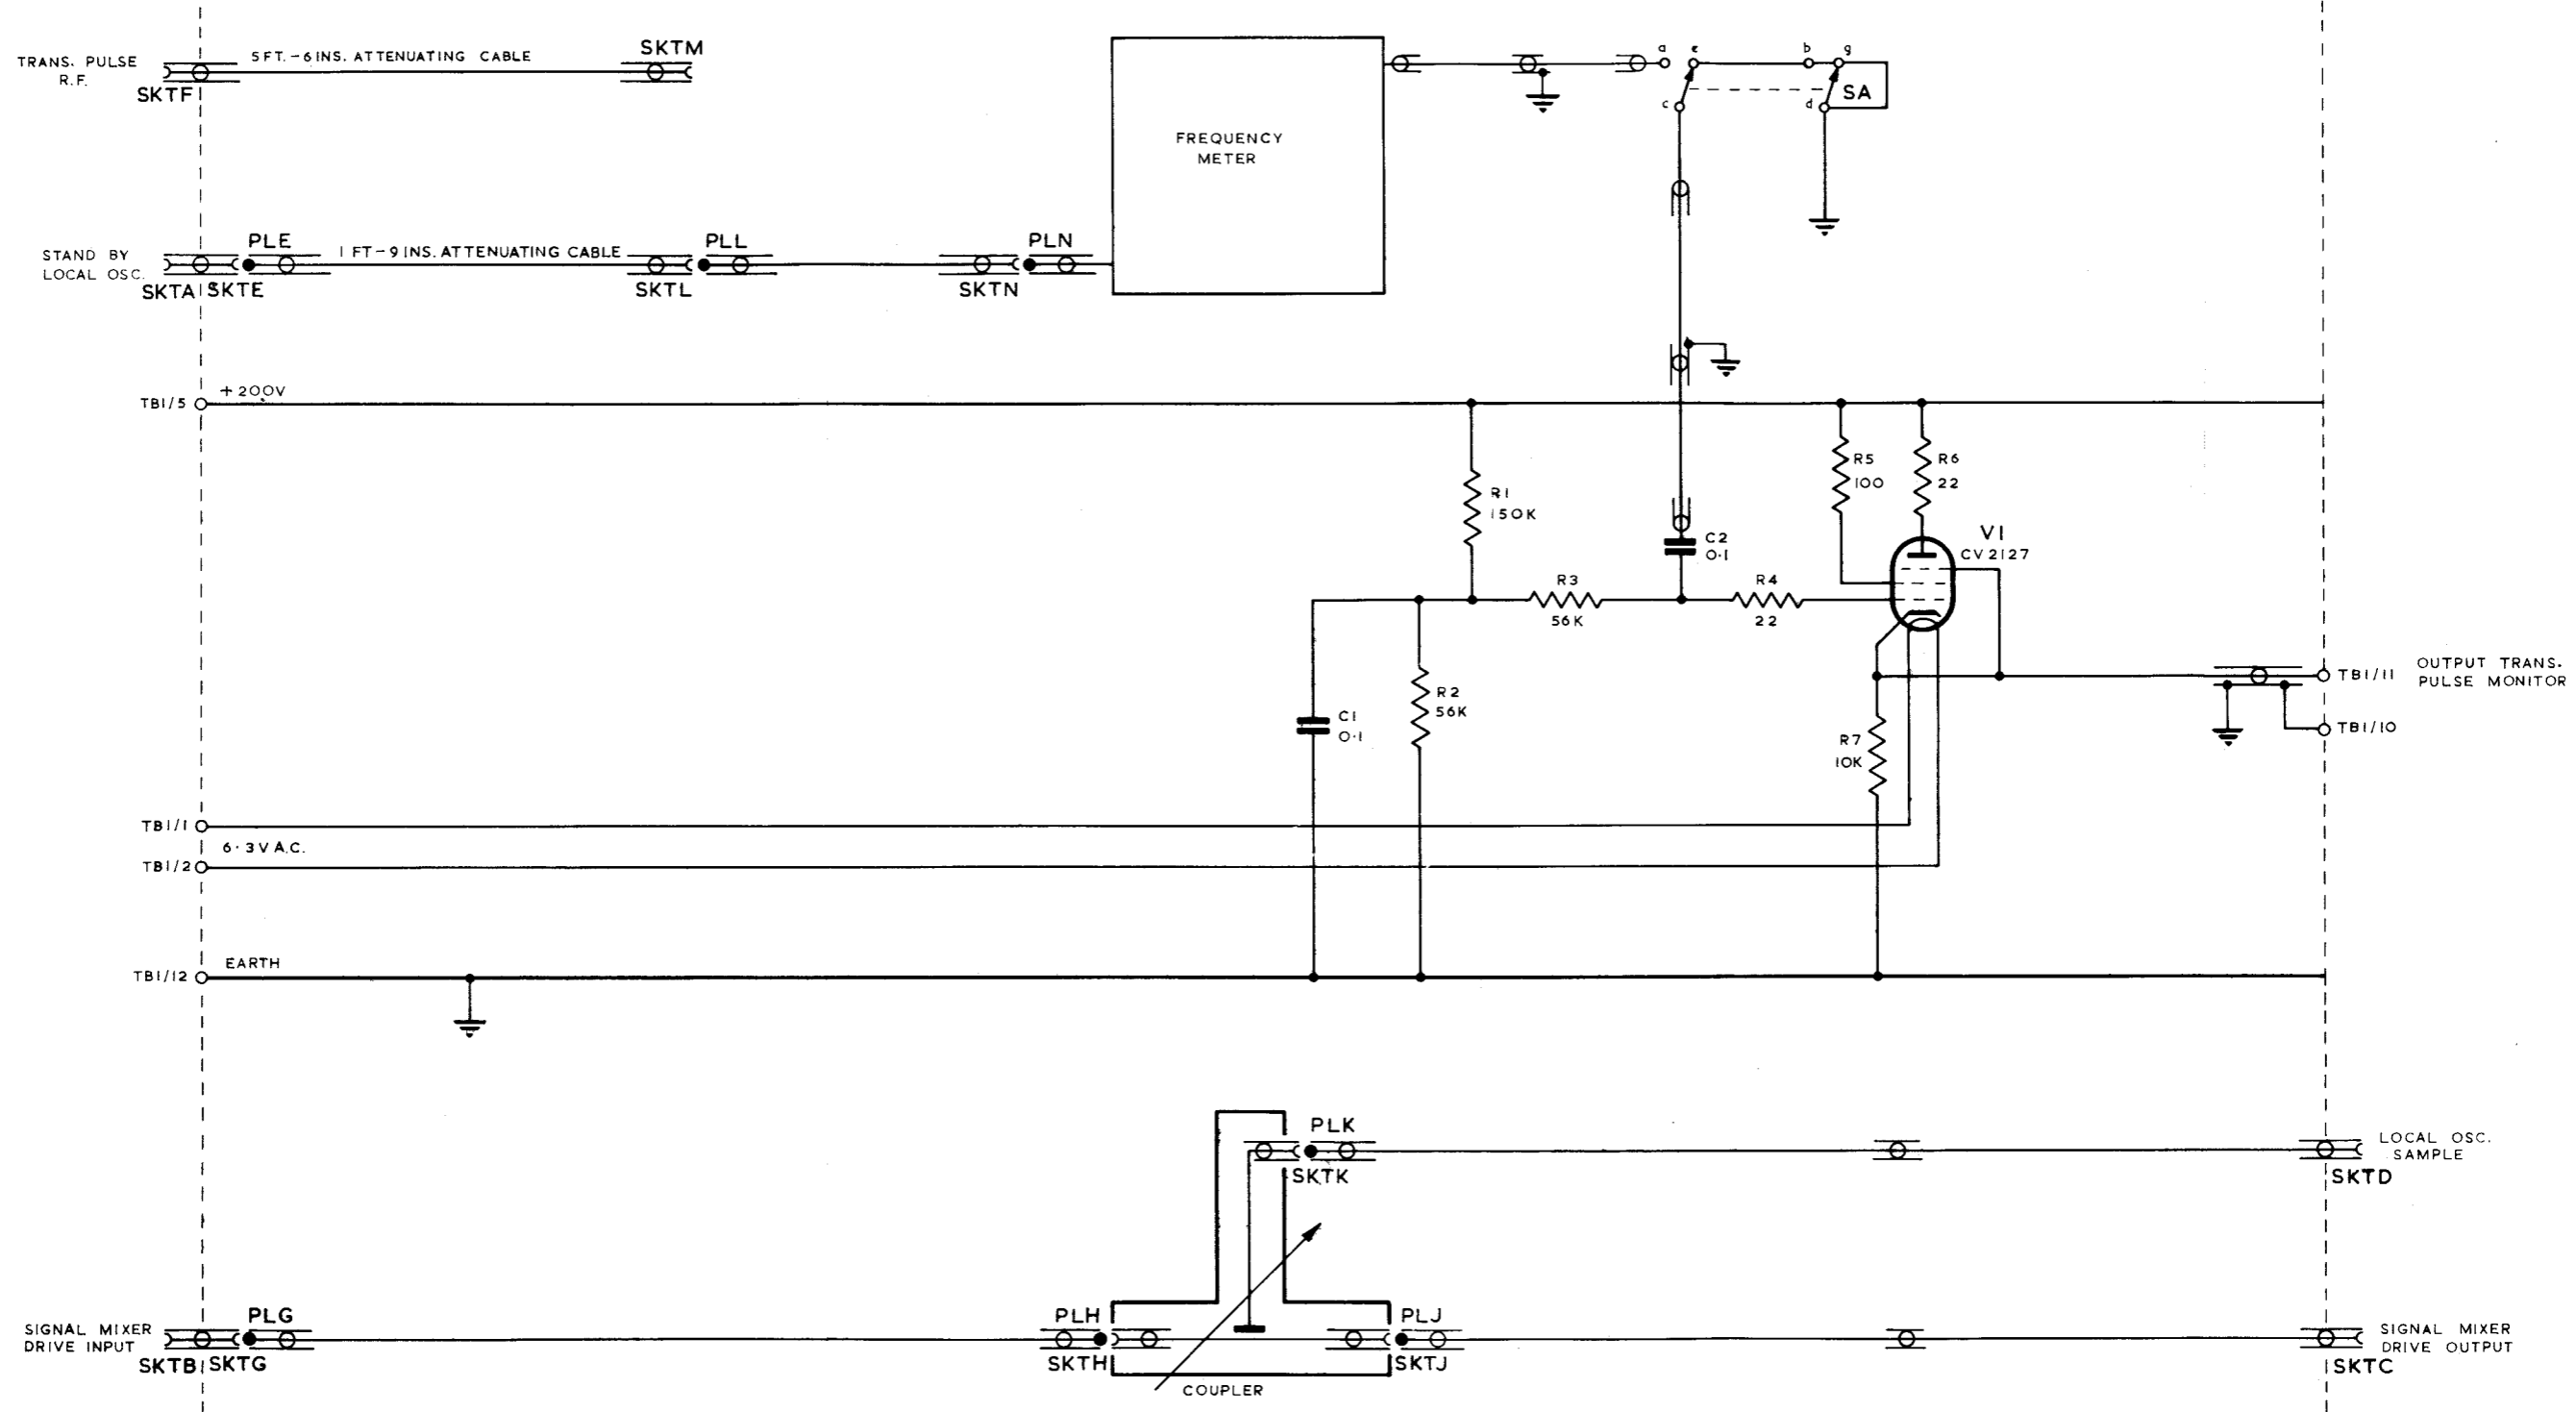 TRANS. PULSE
R.F.
SKTF
5 FT.-6 INS. ATTENUATING CABLE
SKTM
FREQUENCY
METER
a
e
b
g
c
d
SA
STAND BY
LOCAL OSC.
SKTA
SKTE
PLE
1 FT-9 INS. ATTENUATING CABLE
PLL
SKTL
PLN
SKTN
TB1/5
+200V
R1
150K
C2
0·1
R5
100
R6
22
V1
CV2127
R3
56K
R4
22
C1
0·1
R2
56K
R7
10K
TB1/11
OUTPUT TRANS.
PULSE MONITOR
TB1/10
TB1/1
6·3V A.C.
TB1/2
TB1/12
EARTH
PLK
SKTK
LOCAL OSC.
SAMPLE
SKTD
SIGNAL MIXER
DRIVE INPUT
SKTB
SKTG
PLG
PLH
SKTH
COUPLER
PLJ
SKTJ
SIGNAL MIXER
DRIVE OUTPUT
SKTC